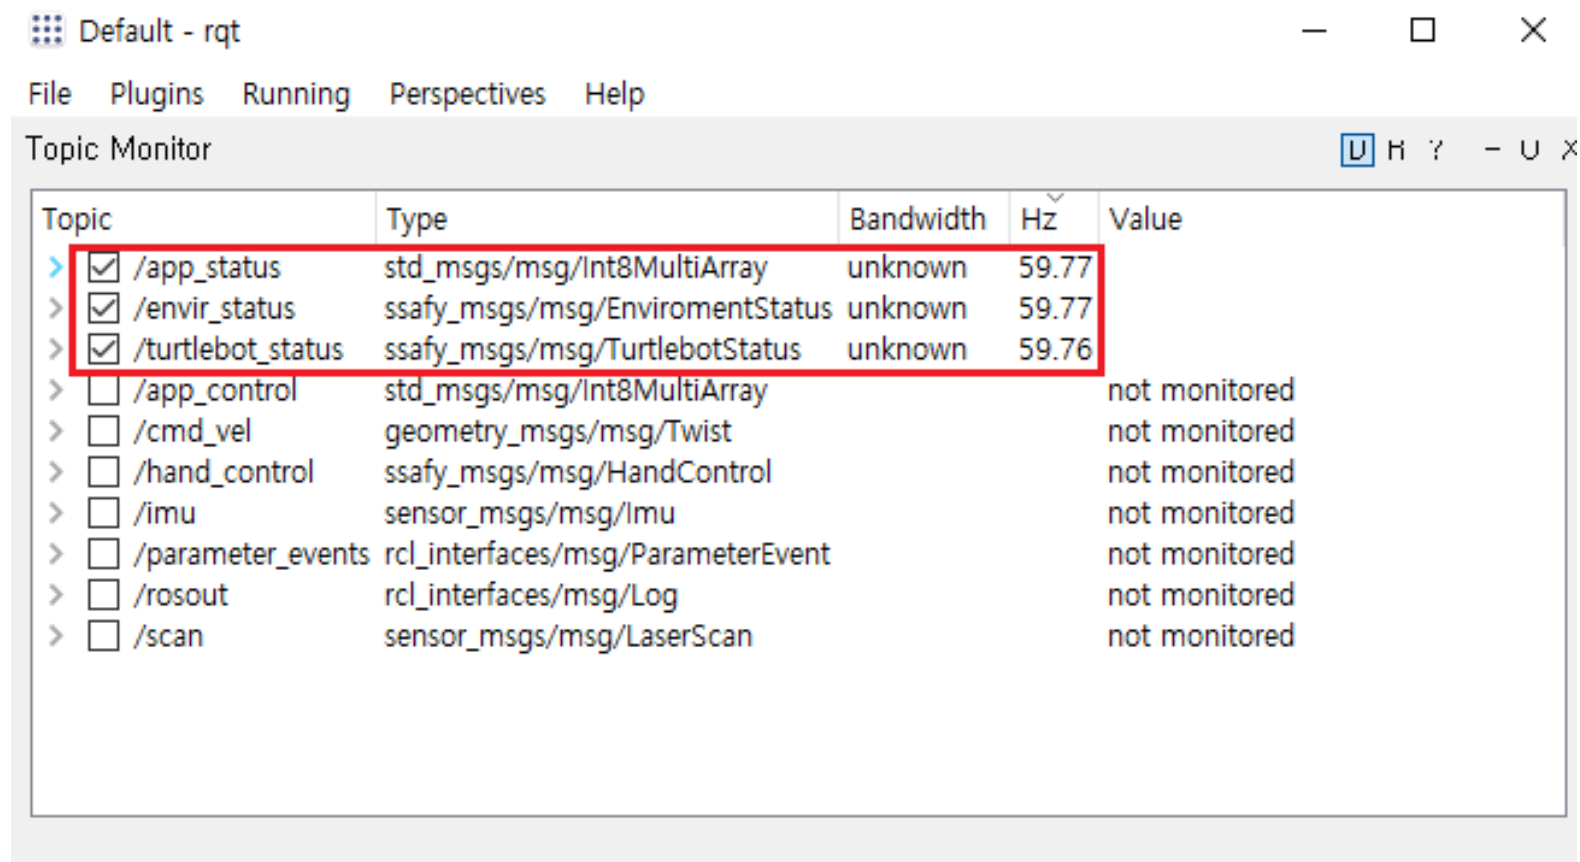 Default - rqt
File Plugins Running Perspectives Help
Topic Monitor D R ? - O X
Topic Type Bandwidth Hz Value
/app_status std_msgs/msg/Int8MultiArray unknown 59.77
/envir_status ssafy_msgs/msg/EnviromentStatus unknown 59.77
/turtlebot_status ssafy_msgs/msg/TurtlebotStatus unknown 59.76
/app_control std_msgs/msg/Int8MultiArray not monitored
/cmd_vel geometry_msgs/msg/Twist not monitored
/hand_control ssafy_msgs/msg/HandControl not monitored
/imu sensor_msgs/msg/Imu not monitored
/parameter_events rcl_interfaces/msg/ParameterEvent not monitored
/rosout rcl_interfaces/msg/Log not monitored
/scan sensor_msgs/msg/LaserScan not monitored